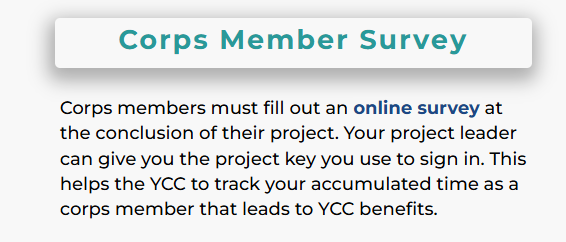 Corps Member Survey
Corps members must fill out an online survey at
the conclusion of their project. Your project leader
can give you the project key you use to sign in. This
helps the YCC to track your accumulated time as a
corps member that leads to YCC benefits.